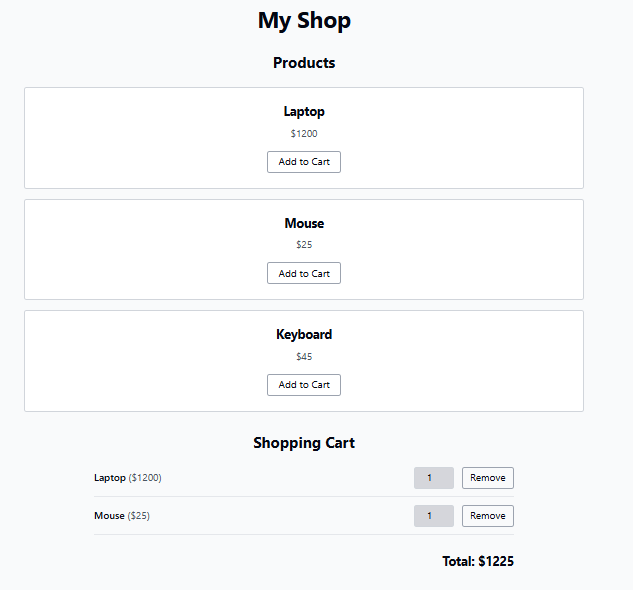 My Shop
Products
Laptop
$1200
Add to Cart
Mouse
$25
Add to Cart
Keyboard
$45
Add to Cart
Shopping Cart
Laptop ($1200) 1 Remove
Mouse ($25) 1 Remove
Total: $1225